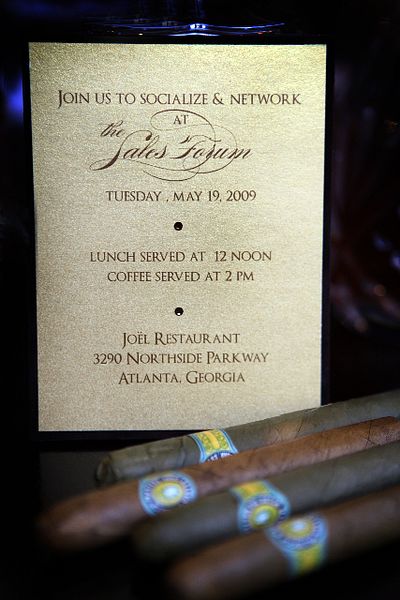 JOIN US TO SOCIALIZE & NETWORK
AT
the
Sales Forum
TUESDAY , MAY 19, 2009
LUNCH SERVED AT 12 NOON
COFFEE SERVED AT 2 PM
JOËL RESTAURANT
3290 NORTHSIDE PARKWAY
ATLANTA, GEORGIA